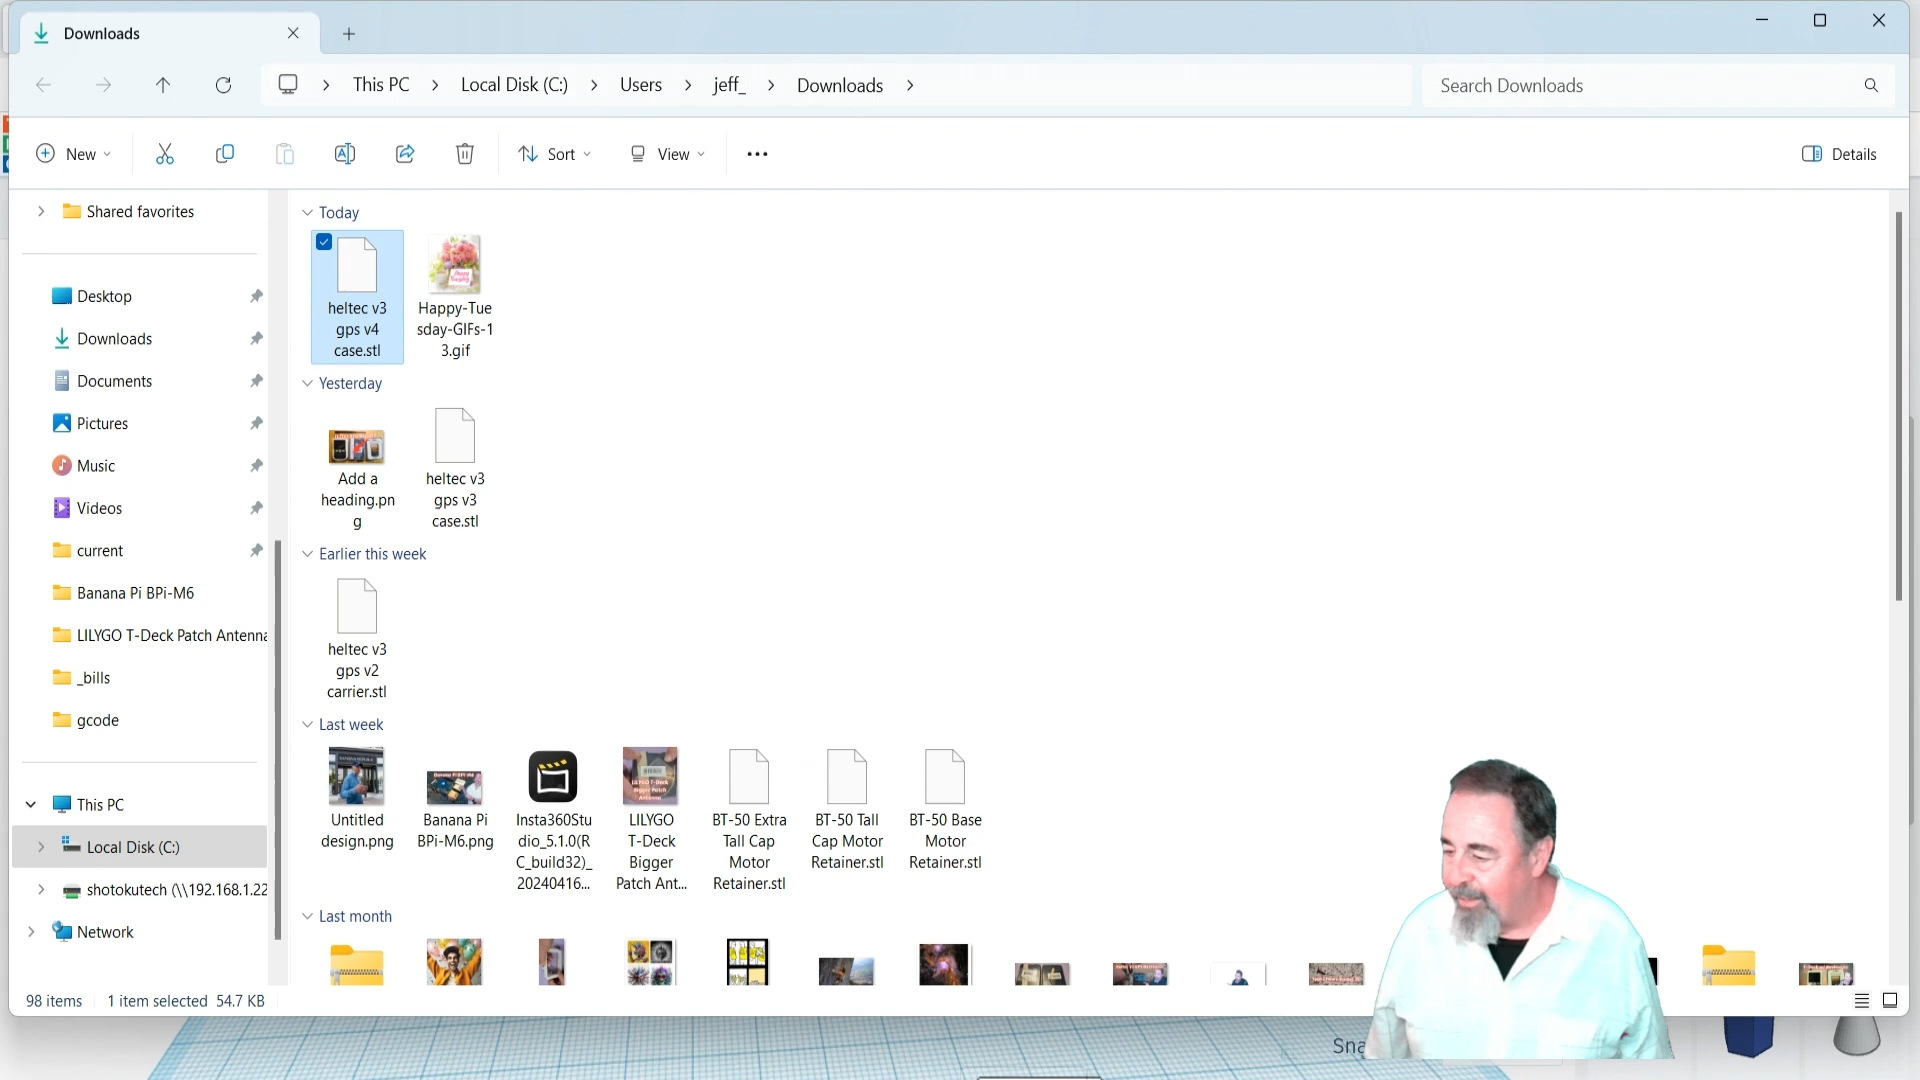 Downloads
This PC
Local Disk (C:)
Users
jeff_
Downloads
Search Downloads
New
Sort
View
Details
Shared favorites
Desktop
Downloads
Documents
Pictures
Music
Videos
current
Banana Pi BPi-M6
LILYGO T-Deck Patch Antenna
_bills
gcode
This PC
Local Disk (C:)
shotokutech (\\192.168.1.22
Network
Today
heltec v3
gps v4
case.stl
Happy-Tue
sday-GIFs-1
3.gif
Yesterday
Add a
heading.pn
g
heltec v3
gps v3
case.stl
Earlier this week
heltec v3
gps v2
carrier.stl
Last week
Untitled
design.png
Banana Pi
BPi-M6.png
Insta360Stu
dio_5.1.0(R
C_build32)_
20240416...
LILYGO
T-Deck
Bigger
Patch Ant...
BT-50 Extra
Tall Cap
Motor
Retainer.stl
BT-50 Tall
Cap Motor
Retainer.stl
BT-50 Base
Motor
Retainer.stl
Last month
98 items
1 item selected 54.7 KB
Sna